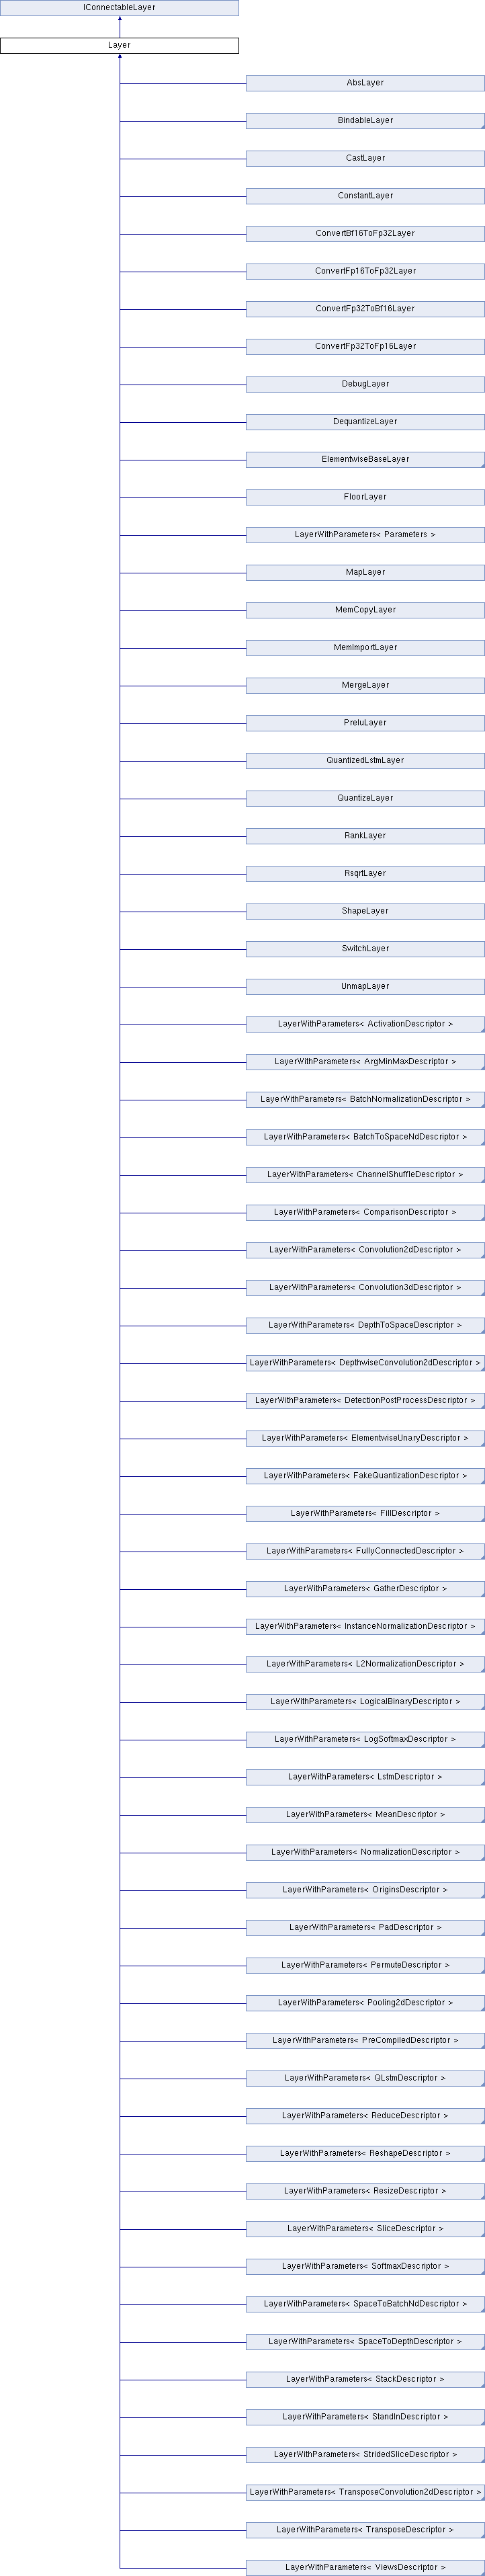 IConnectableLayer
Layer
AbsLayer
BindableLayer
CastLayer
ConstantLayer
ConvertBf16ToFp32Layer
ConvertFp16ToFp32Layer
ConvertFp32ToBf16Layer
ConvertFp32ToFp16Layer
DebugLayer
DequantizeLayer
ElementwiseBaseLayer
FloorLayer
LayerWithParameters< Parameters >
MapLayer
MemCopyLayer
MemImportLayer
MergeLayer
PreluLayer
QuantizedLstmLayer
QuantizeLayer
RankLayer
RsqrtLayer
ShapeLayer
SwitchLayer
UnmapLayer
LayerWithParameters< ActivationDescriptor >
LayerWithParameters< ArgMinMaxDescriptor >
LayerWithParameters< BatchNormalizationDescriptor >
LayerWithParameters< BatchToSpaceNdDescriptor >
LayerWithParameters< ChannelShuffleDescriptor >
LayerWithParameters< ComparisonDescriptor >
LayerWithParameters< Convolution2dDescriptor >
LayerWithParameters< Convolution3dDescriptor >
LayerWithParameters< DepthToSpaceDescriptor >
LayerWithParameters< DepthwiseConvolution2dDescriptor >
LayerWithParameters< DetectionPostProcessDescriptor >
LayerWithParameters< ElementwiseUnaryDescriptor >
LayerWithParameters< FakeQuantizationDescriptor >
LayerWithParameters< FillDescriptor >
LayerWithParameters< FullyConnectedDescriptor >
LayerWithParameters< GatherDescriptor >
LayerWithParameters< InstanceNormalizationDescriptor >
LayerWithParameters< L2NormalizationDescriptor >
LayerWithParameters< LogicalBinaryDescriptor >
LayerWithParameters< LogSoftmaxDescriptor >
LayerWithParameters< LstmDescriptor >
LayerWithParameters< MeanDescriptor >
LayerWithParameters< NormalizationDescriptor >
LayerWithParameters< OriginsDescriptor >
LayerWithParameters< PadDescriptor >
LayerWithParameters< PermuteDescriptor >
LayerWithParameters< Pooling2dDescriptor >
LayerWithParameters< PreCompiledDescriptor >
LayerWithParameters< QLstmDescriptor >
LayerWithParameters< ReduceDescriptor >
LayerWithParameters< ReshapeDescriptor >
LayerWithParameters< ResizeDescriptor >
LayerWithParameters< SliceDescriptor >
LayerWithParameters< SoftmaxDescriptor >
LayerWithParameters< SpaceToBatchNdDescriptor >
LayerWithParameters< SpaceToDepthDescriptor >
LayerWithParameters< StackDescriptor >
LayerWithParameters< StandInDescriptor >
LayerWithParameters< StridedSliceDescriptor >
LayerWithParameters< TransposeConvolution2dDescriptor >
LayerWithParameters< TransposeDescriptor >
LayerWithParameters< ViewsDescriptor >